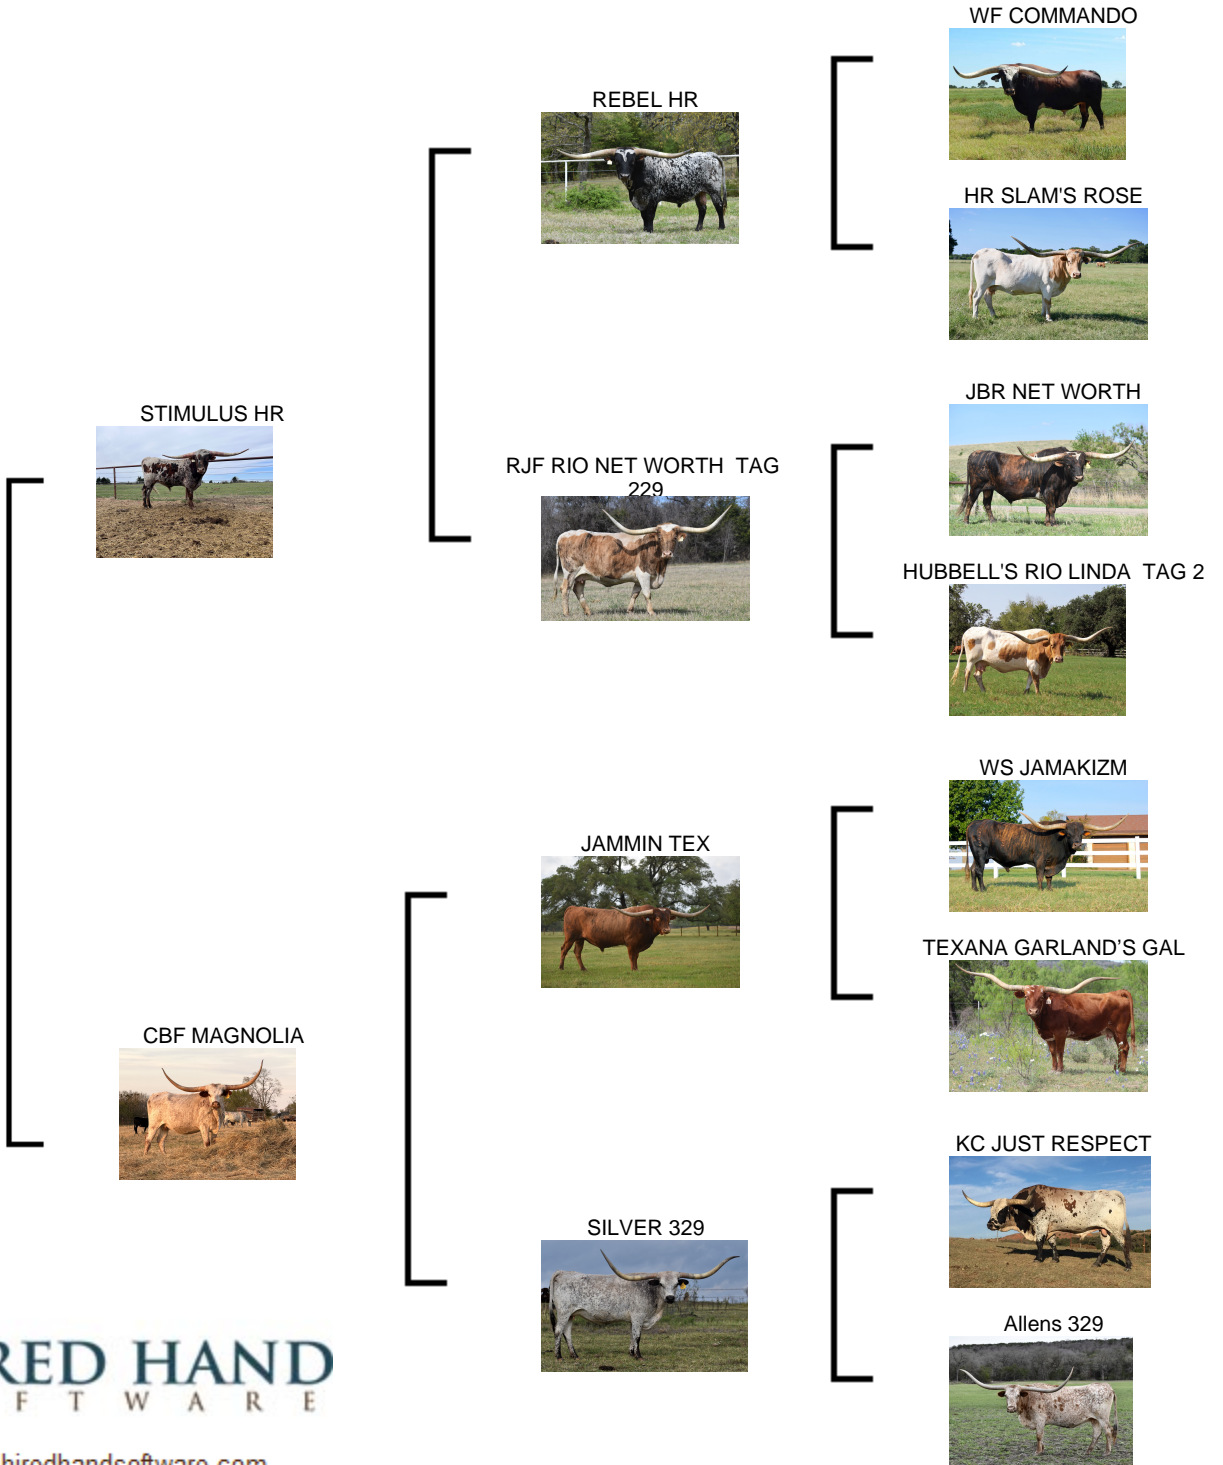 WF COMMANDO
REBEL HR
HR SLAM'S ROSE
JBR NET WORTH
STIMULUS HR
RJF RIO NET WORTH TAG
229
HUBBELL'S RIO LINDA TAG 2
WS JAMAKIZM
JAMMIN TEX
TEXANA GARLAND'S GAL
CBF MAGNOLIA
KC JUST RESPECT
SILVER 329
Allens 329
RED HAND
F T W A R E
hiredhandsoftware.com